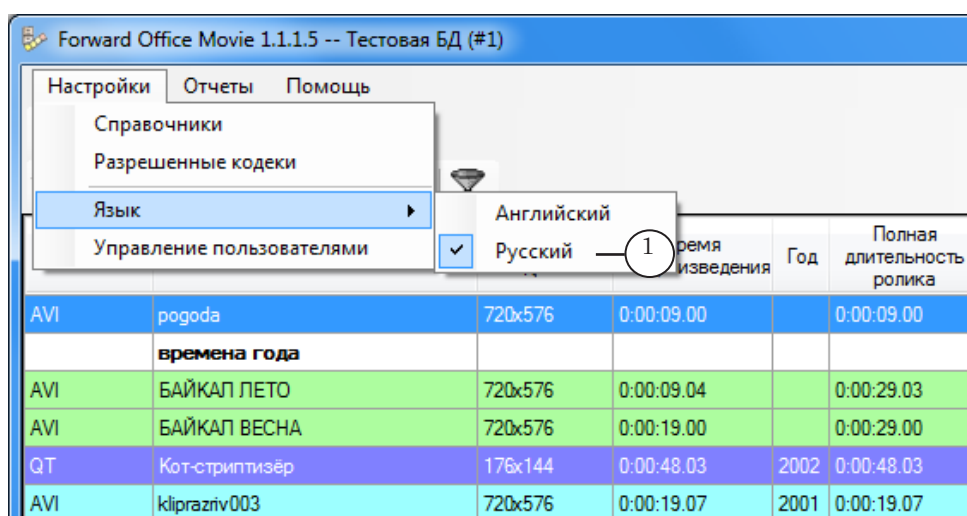 Forward Office Movie 1.1.1.5 -- Тестовая БД (#1)
Настройки Отчеты Помощь
Справочники
Разрешенные кодеки
Язык
Управление пользователями
Английский
Русский
1
Год
Полная
длительность
ролика
AVI pogoda 720x576 0:00:09.00 0:00:09.00
времена года
AVI БАЙКАЛ ЛЕТО 720x576 0:00:09.04 0:00:29.03
AVI БАЙКАЛ ВЕСНА 720x576 0:00:19.00 0:00:29.00
QT Кот-стриптизёр 176x144 0:00:48.03 2002 0:00:48.03
AVI kliprazriv003 720x576 0:00:19.07 2001 0:00:19.07